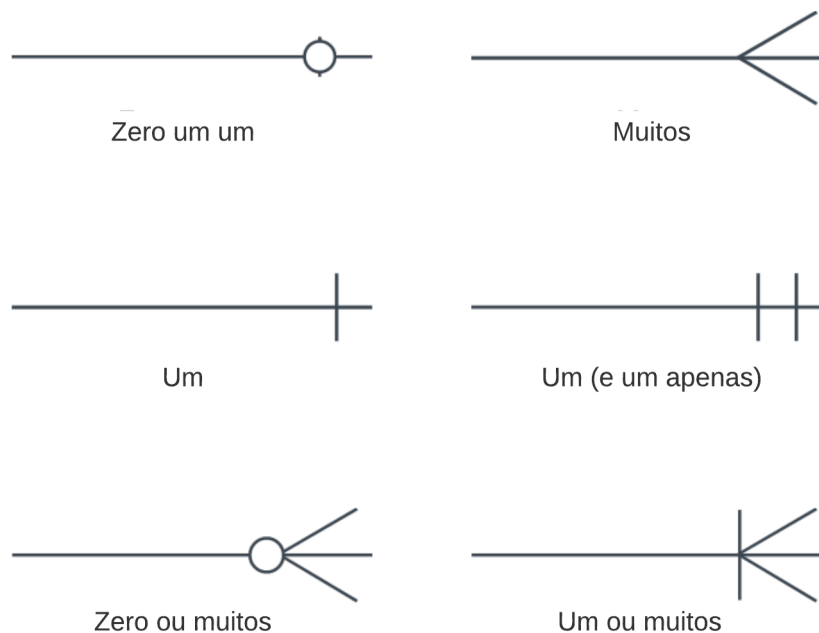 Zero um um
Muitos
Um
Um (e um apenas)
Zero ou muitos
Um ou muitos